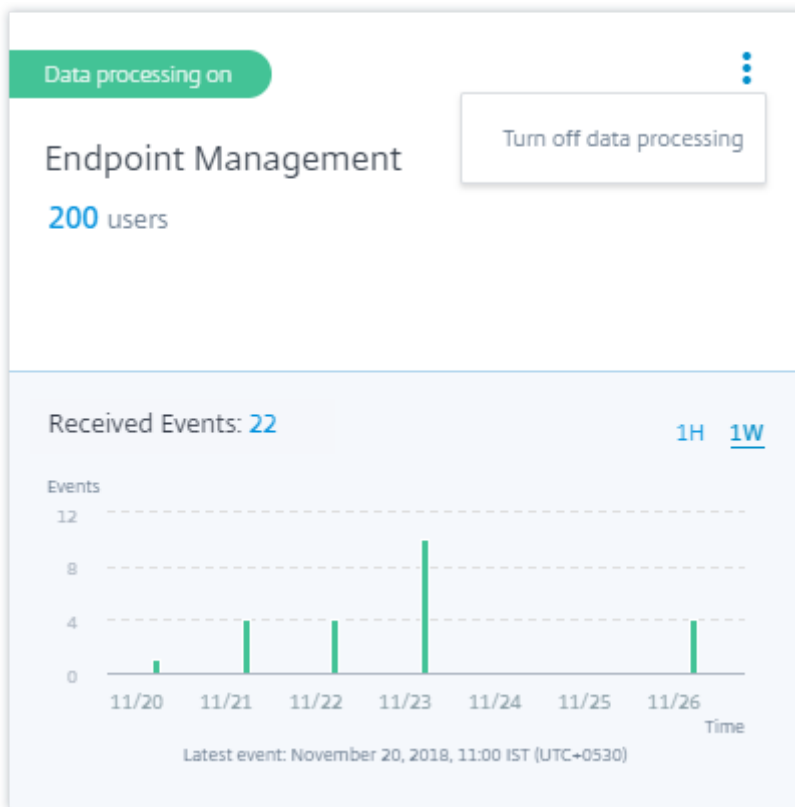 Data processing on
Turn off data processing
Endpoint Management
200 users
Received Events: 22
1H 1W
Events
12
8
4
0
11/20 11/21 11/22 11/23 11/24 11/25 11/26
Time
Latest event: November 20, 2018, 11:00 IST (UTC+0530)